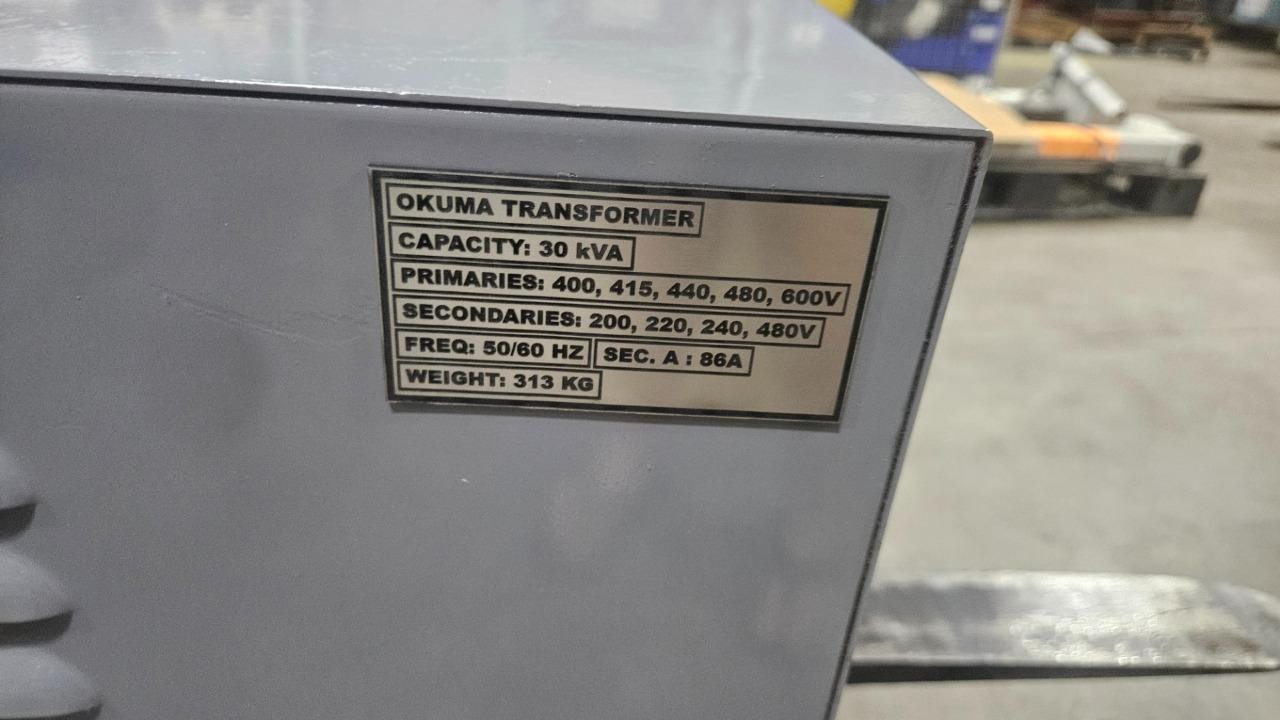 OKUMA TRANSFORMER
CAPACITY: 30 kVA
PRIMARIES: 400, 415, 440, 480, 600V
SECONDARIES: 200, 220, 240, 480V
FREQ: 50/60 HZ SEC. A : 86A
WEIGHT: 313 KG